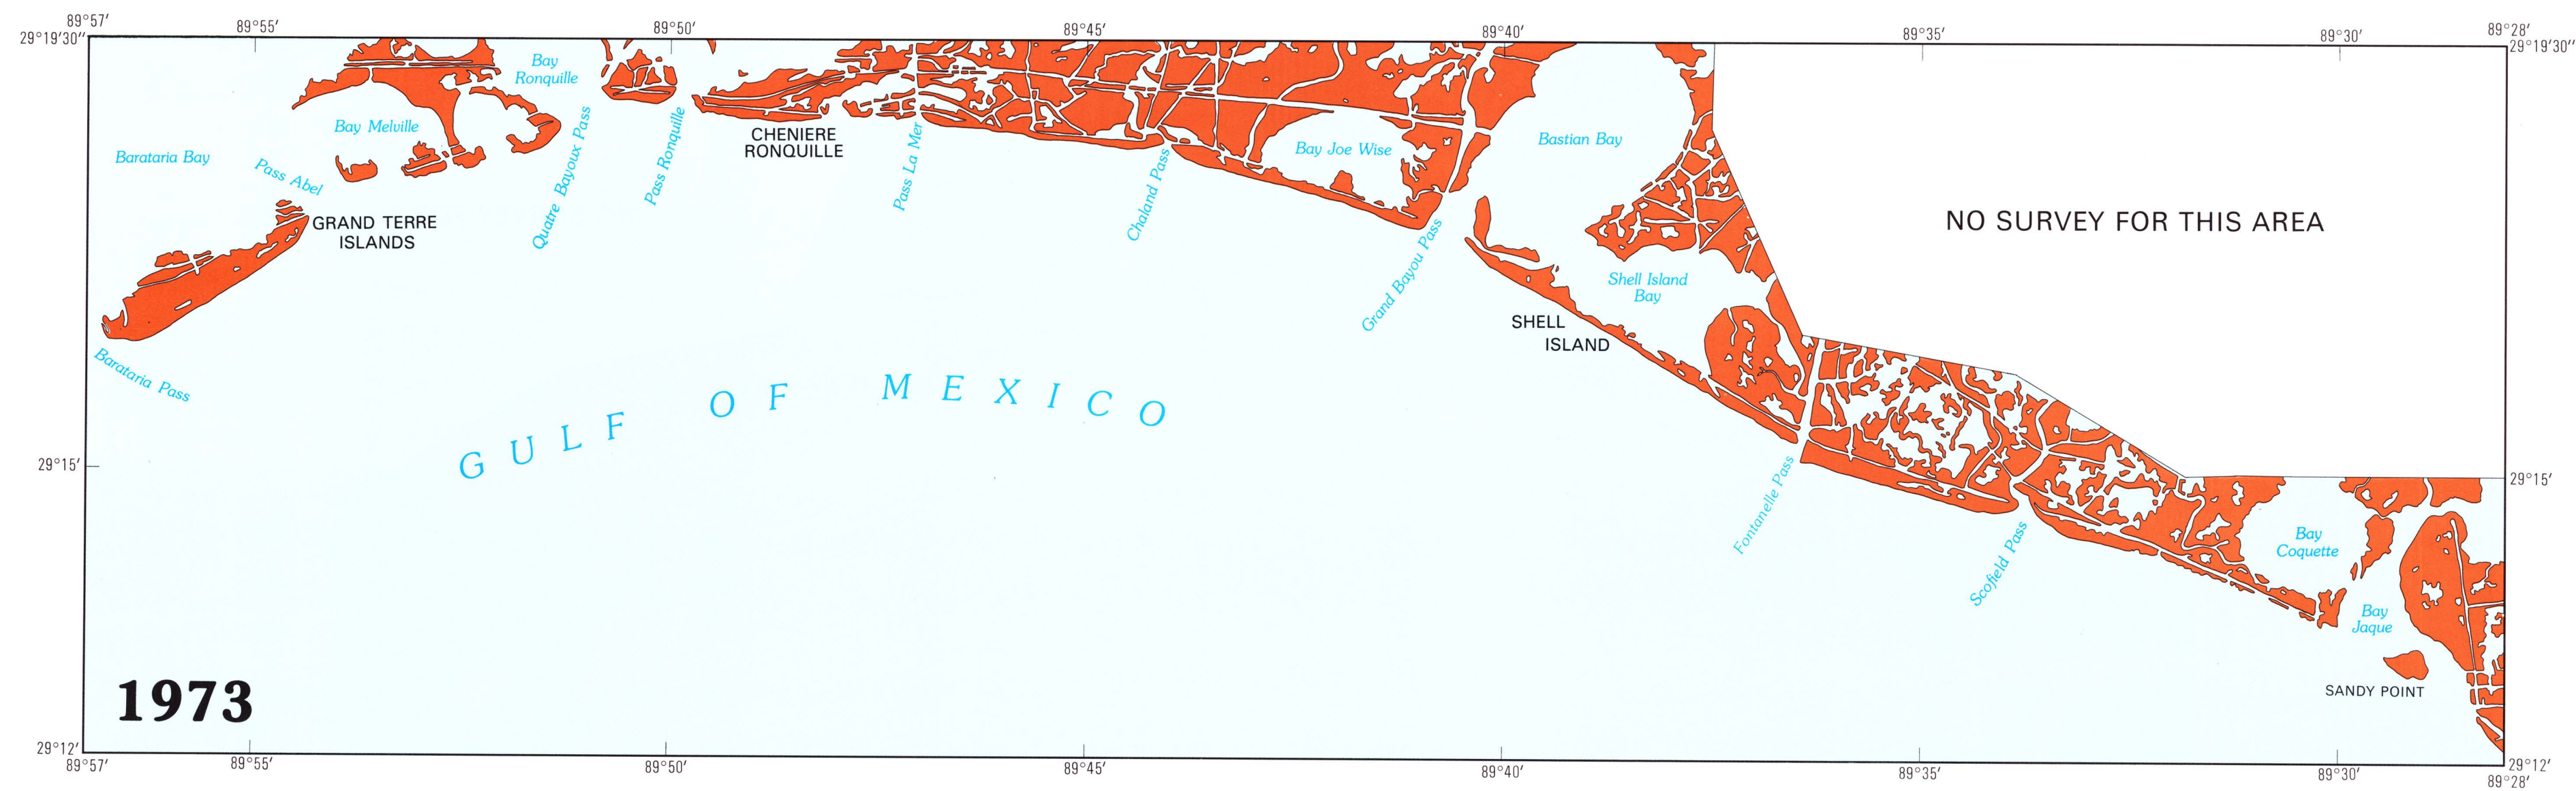 89°57′
89°55′
89°50′
89°45′
89°40′
89°35′
89°30′
89°28′
29°19′30″
29°19′30″
Bay
Ronquille
Bay Melville
Barataria Bay
Pass Abel
Quatre Bayoux Pass
Pass Ronquille
CHENIERE
RONQUILLE
Pass La Mer
Chaland Pass
Bay Joe Wise
Bastian Bay
NO SURVEY FOR THIS AREA
GRAND TERRE
ISLANDS
Grand Bayou Pass
Shell Island
Bay
SHELL
ISLAND
Barataria Pass
GULF OF MEXICO
29°15′
29°15′
Fontanelle Pass
Scofield Pass
Bay
Coquette
Bay
Jaque
SANDY POINT
1973
29°12′
29°12′
89°57′
89°55′
89°50′
89°45′
89°40′
89°35′
89°30′
89°28′